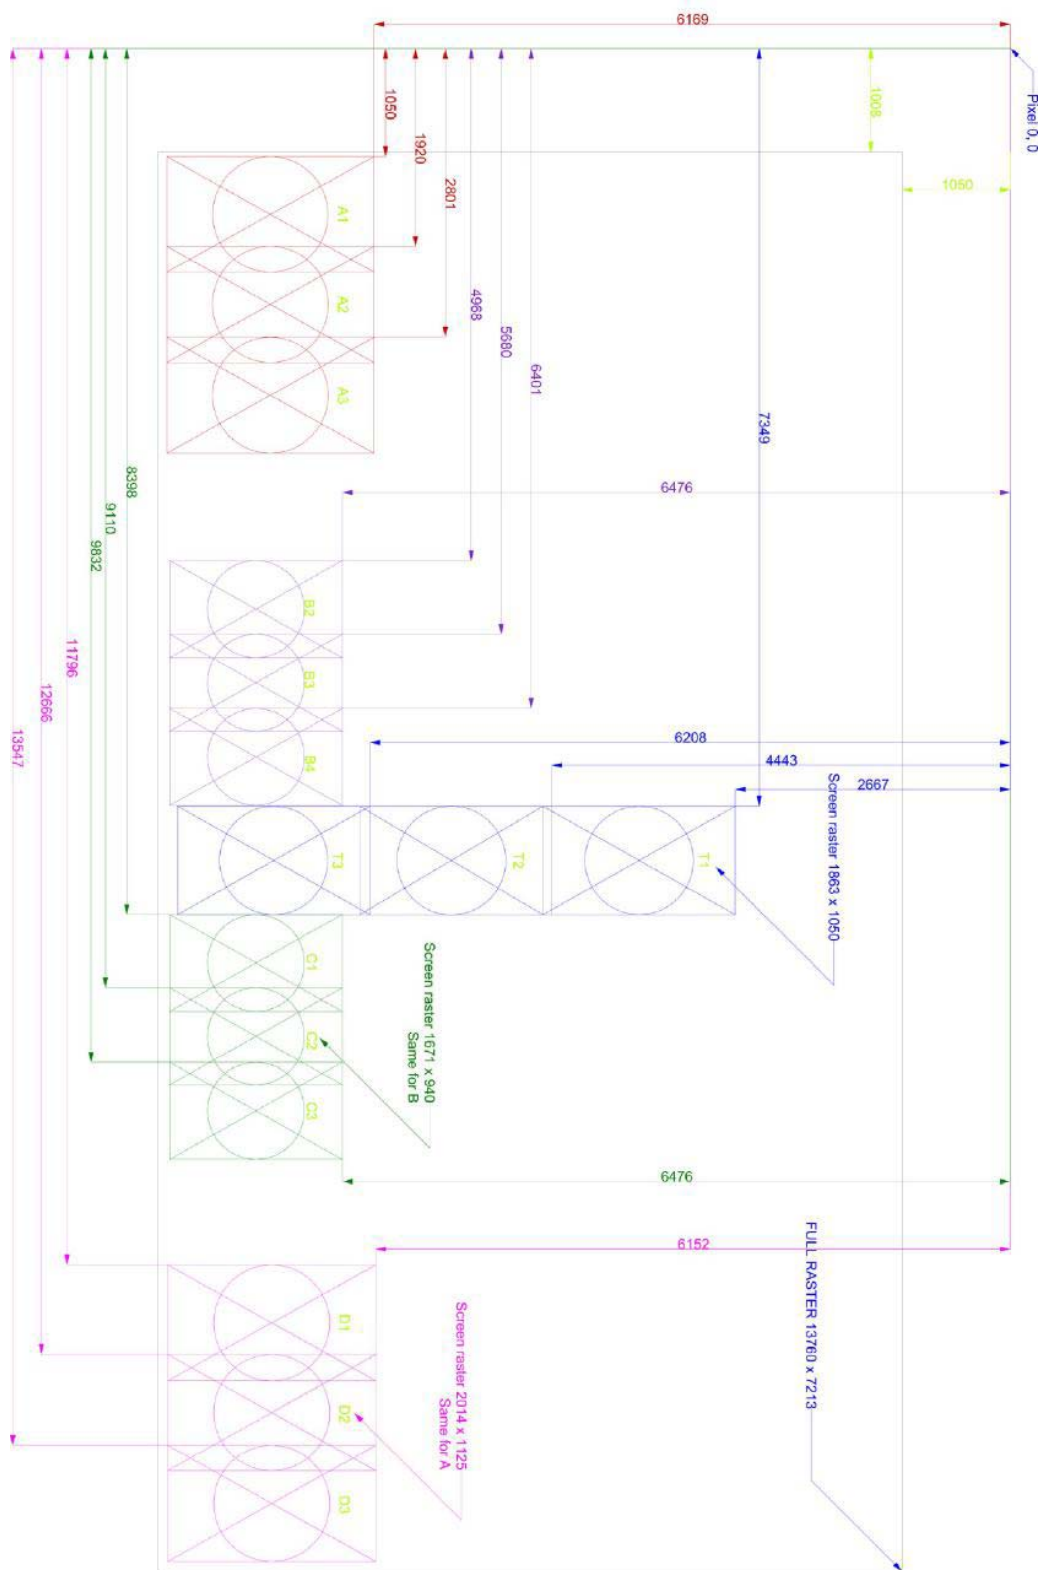 6169
Pixel 0, 0
1008
1050
1050
1920
2801
A1
A2
A3
4968
5680
6401
7349
6476
8398
9110
9832
11796
12666
13547
B2
B3
B4
6208
4443
2667
T3
T2
T1
Screen raster 1863 x 1050
C1
C2
C3
Screen raster 1671 x 940
Same for B
6476
6152
FULL RASTER 13760 x 7213
D1
D2
D3
Screen raster 2014 x 1125
Same for A